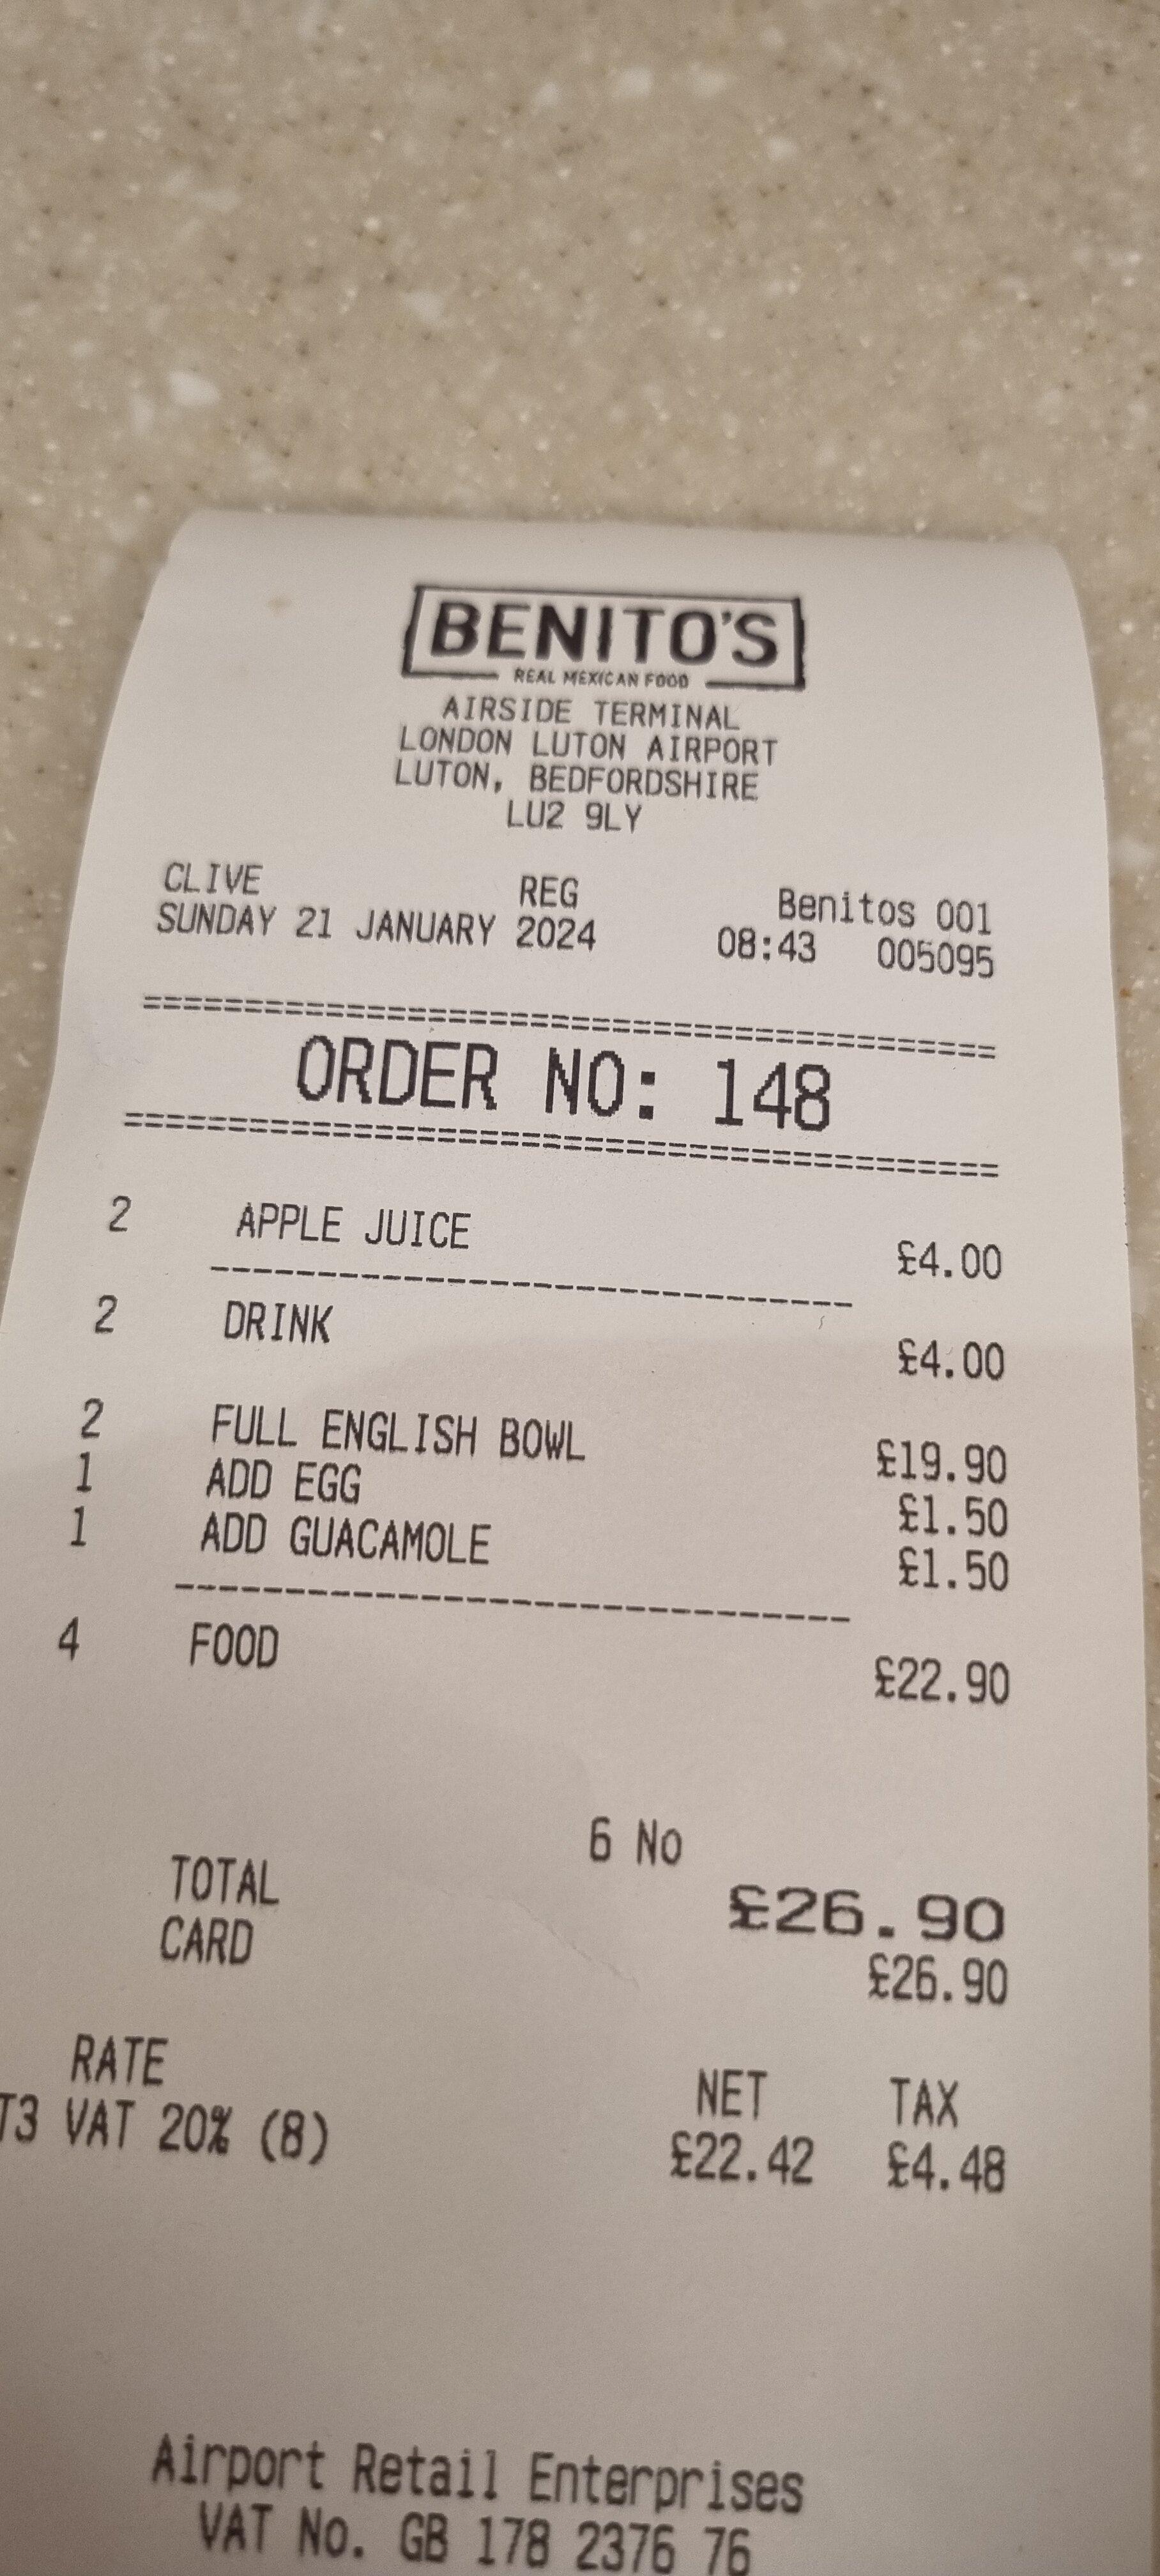 BENITO'S
REAL MEXICAN FOOD
AIRSIDE TERMINAL
LONDON LUTON AIRPORT
LUTON, BEDFORDSHIRE
LU2 9LY
CLIVE REG Benitos 001
SUNDAY 21 JANUARY 2024 08:43 005095
========================================
ORDER NO: 148
========================================
2 APPLE JUICE £4.00
------------------------------
2 DRINK £4.00
2 FULL ENGLISH BOWL £19.90
1 ADD EGG £1.50
1 ADD GUACAMOLE £1.50
------------------------------
4 FOOD £22.90
6 No
TOTAL £26.90
CARD £26.90
RATE NET TAX
T3 VAT 20% (8) £22.42 £4.48
Airport Retail Enterprises
VAT No. GB 178 2376 76